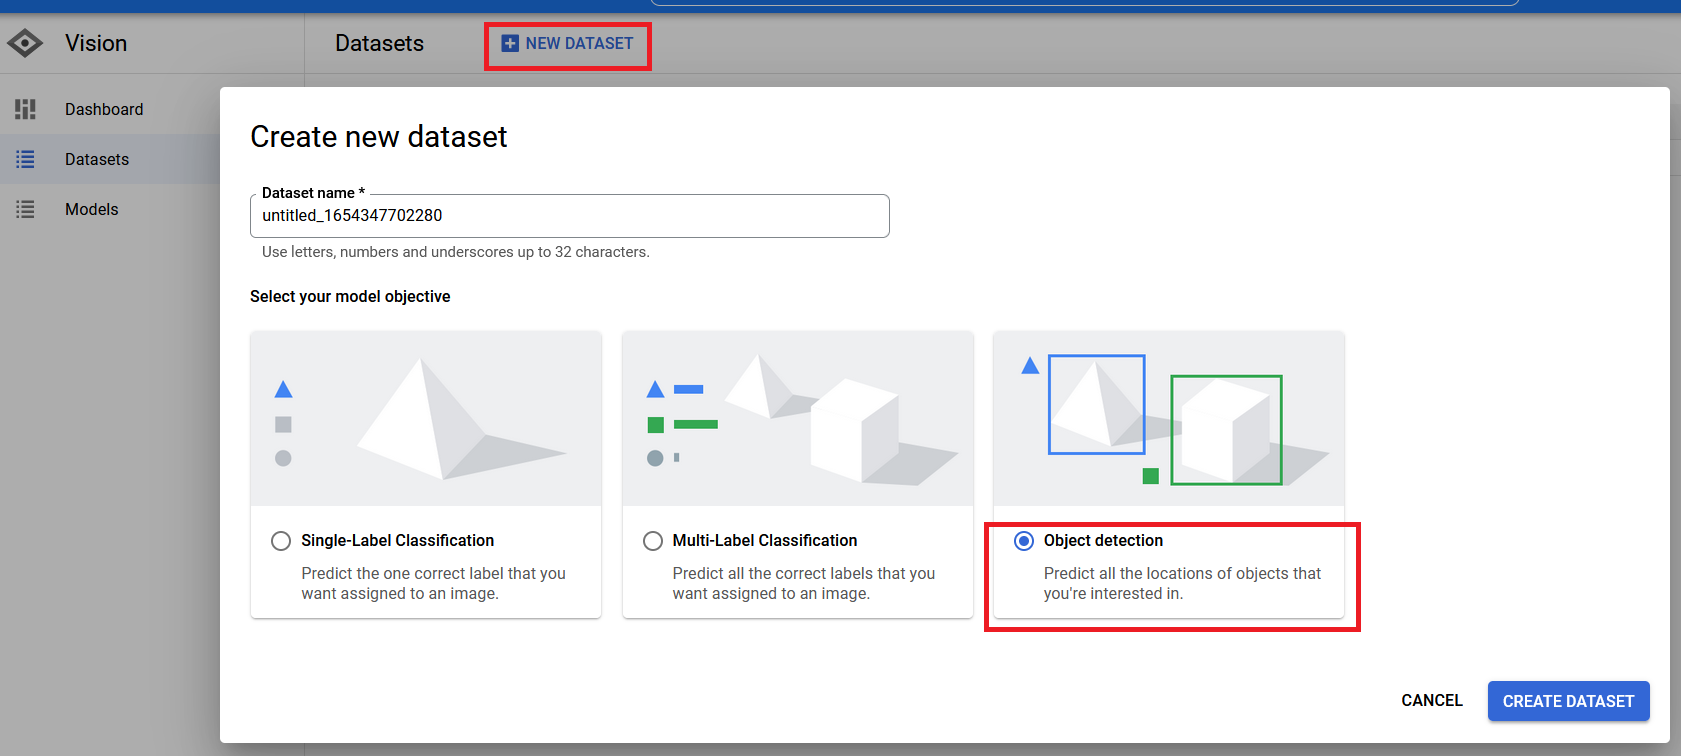 Vision
Datasets
NEW DATASET
Dashboard
Datasets
Models
Create new dataset
Dataset name *
untitled_1654347702280
Use letters, numbers and underscores up to 32 characters.
Select your model objective
Single-Label Classification
Predict the one correct label that you
want assigned to an image.
Multi-Label Classification
Predict all the correct labels that you
want assigned to an image.
Object detection
Predict all the locations of objects that
you're interested in.
CANCEL
CREATE DATASET